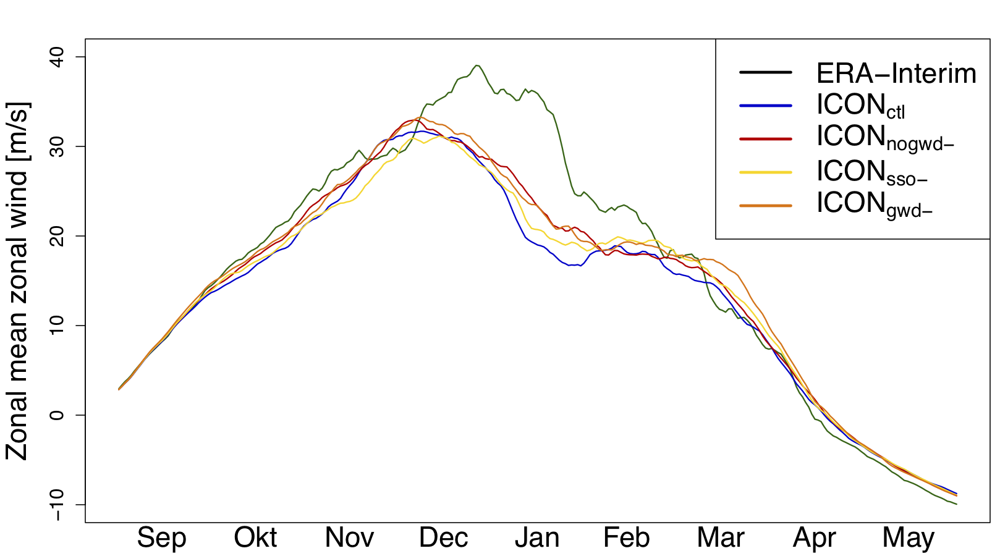 Zonal mean zonal wind [m/s]
40
30
20
10
0
−10
Sep Okt Nov Dec Jan Feb Mar Apr May
ERA−Interim
ICONctl
ICONnogwd−
ICONsso−
ICONgwd−